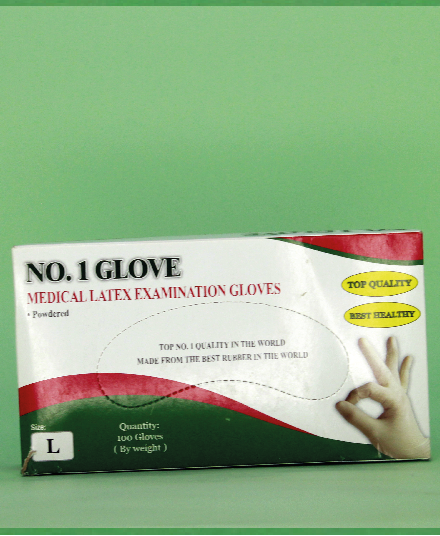 NO. 1 GLOVE
MEDICAL LATEX EXAMINATION GLOVES
• Powdered
TOP QUALITY
BEST HEALTHY
TOP NO. 1 QUALITY IN THE WORLD
MADE FROM THE BEST RUBBER IN THE WORLD
Size:
L
Quantity:
100 Gloves
( By weight )